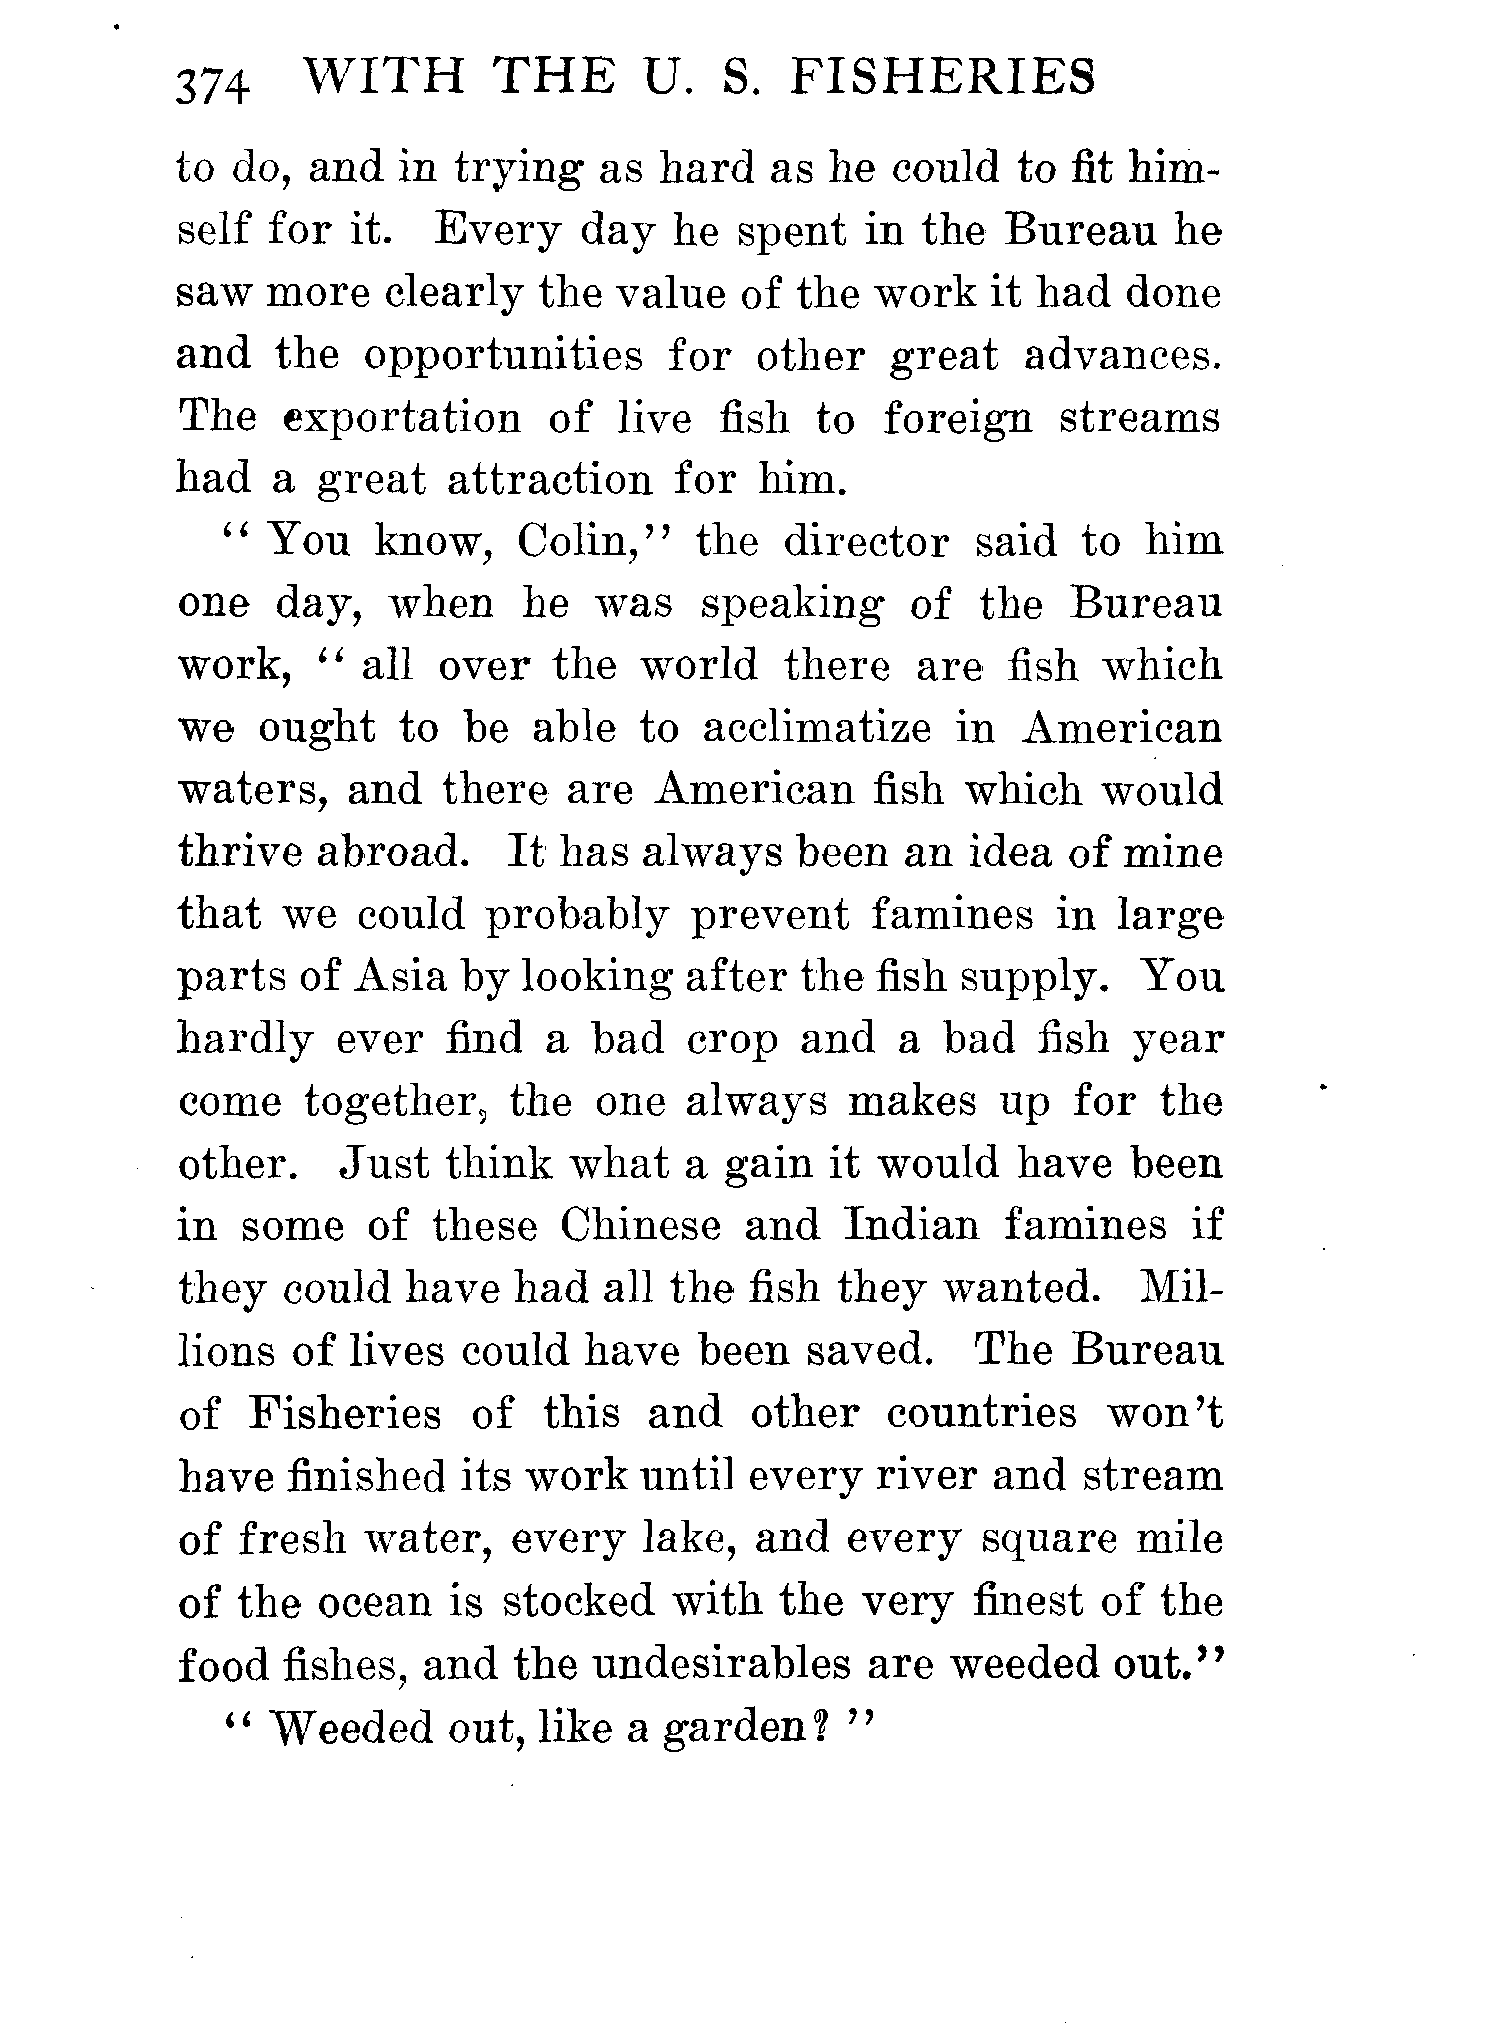 374 WITH THE U. S. FISHERIES
to do, and in trying as hard as he could to fit him-
self for it. Every day he spent in the Bureau he
saw more clearly the value of the work it had done
and the opportunities for other great advances.
The exportation of live fish to foreign streams
had a great attraction for him.
“ You know, Colin,” the director said to him
one day, when he was speaking of the Bureau
work, “ all over the world there are fish which
we ought to be able to acclimatize in American
waters, and there are American fish which would
thrive abroad. It has always been an idea of mine
that we could probably prevent famines in large
parts of Asia by looking after the fish supply. You
hardly ever find a bad crop and a bad fish year
come together, the one always makes up for the
other. Just think what a gain it would have been
in some of these Chinese and Indian famines if
they could have had all the fish they wanted. Mil-
lions of lives could have been saved. The Bureau
of Fisheries of this and other countries won’t
have finished its work until every river and stream
of fresh water, every lake, and every square mile
of the ocean is stocked with the very finest of the
food fishes, and the undesirables are weeded out.”
“ Weeded out, like a garden? ”